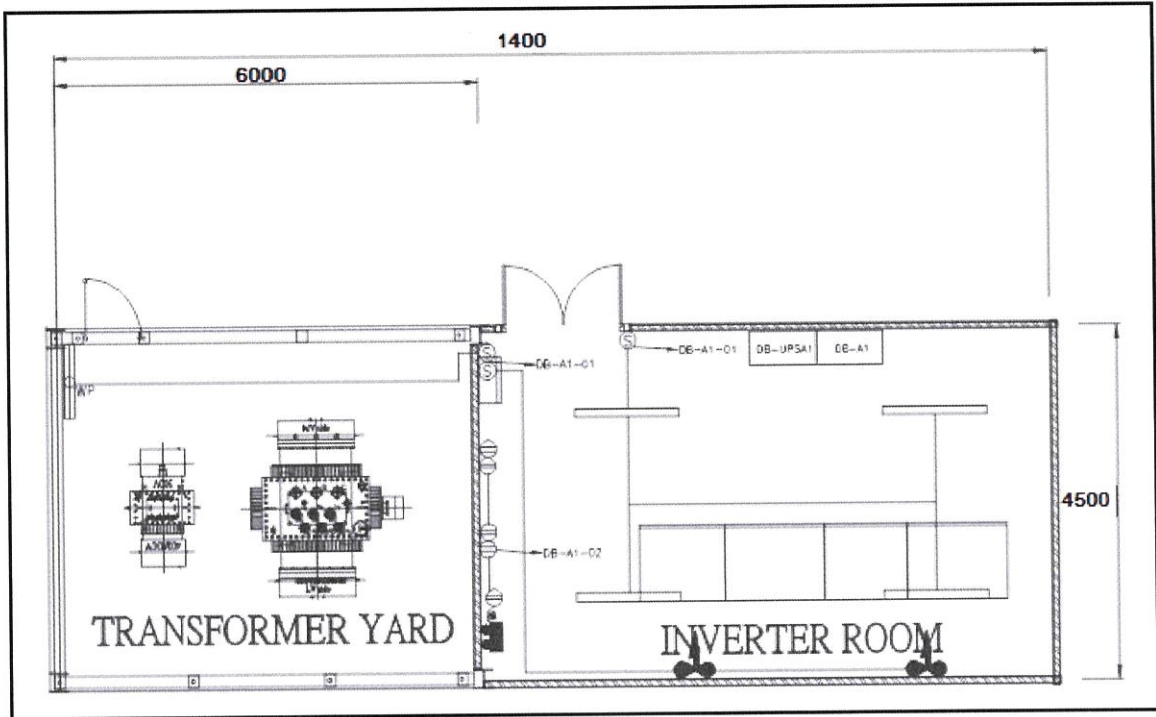 1400
6000
WP
S
DB-A1-01
S
S
DB-A1-01
DB-UPSA1
DB-A1
4500
DB-A1-02
TRANSFORMER YARD
INVERTER ROOM